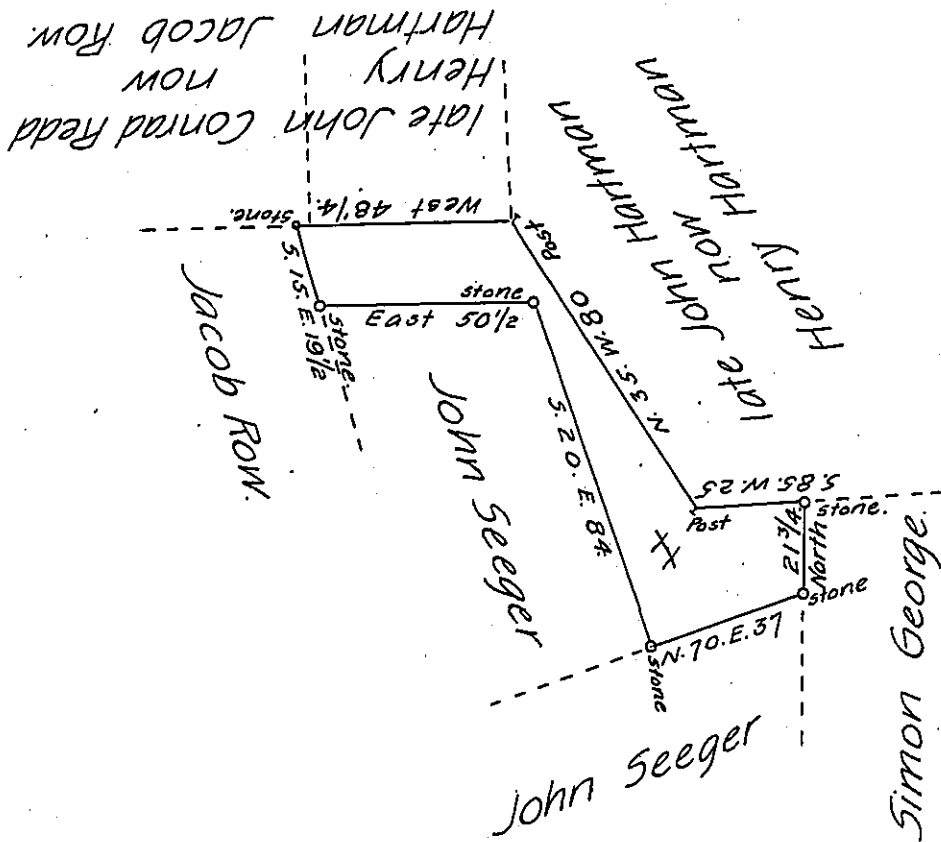 late John Conrad Redd
Henry now
Hartman Jacob Row.
late John Hartman
now
Henry Hartman
stone.
West 48 1/4.
Post
S. 15. E. 19 1/2
stone.
East 50 1/2
stone
N. 35. W. 80
S. 20. E. 84
Jacob Row.
John Seeger
S. 85. W. 25
Post
stone.
North
21 3/4
stone
N. 70. E. 37
stone
John Seeger
Simon George.